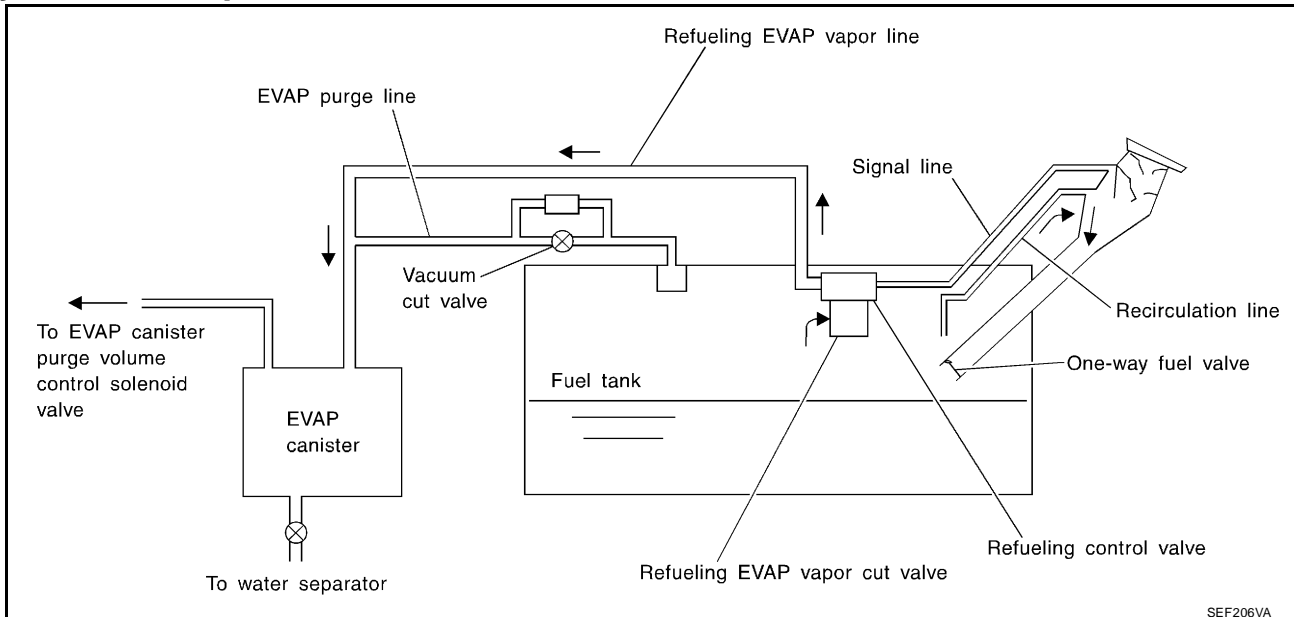 Refueling EVAP vapor line
EVAP purge line
Signal line
Vacuum
cut valve
Recirculation line
To EVAP canister
purge volume
control solenoid
valve
One-way fuel valve
Fuel tank
EVAP
canister
Refueling control valve
Refueling EVAP vapor cut valve
To water separator
SEF206VA